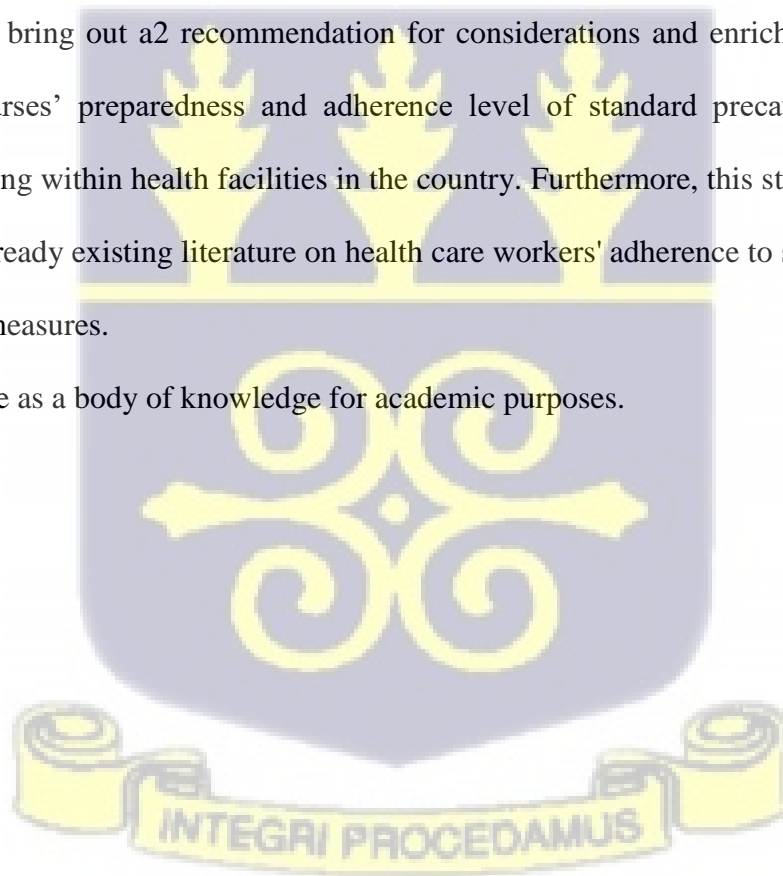 bring out a2 recommendation for considerations and enrich
rses' preparedness and adherence level of standard preca
ng within health facilities in the country. Furthermore, this st
ready existing literature on health care workers' adherence to s
neasures.
e as a body of knowledge for academic purposes.
INTEGRI PROCEDAMUS